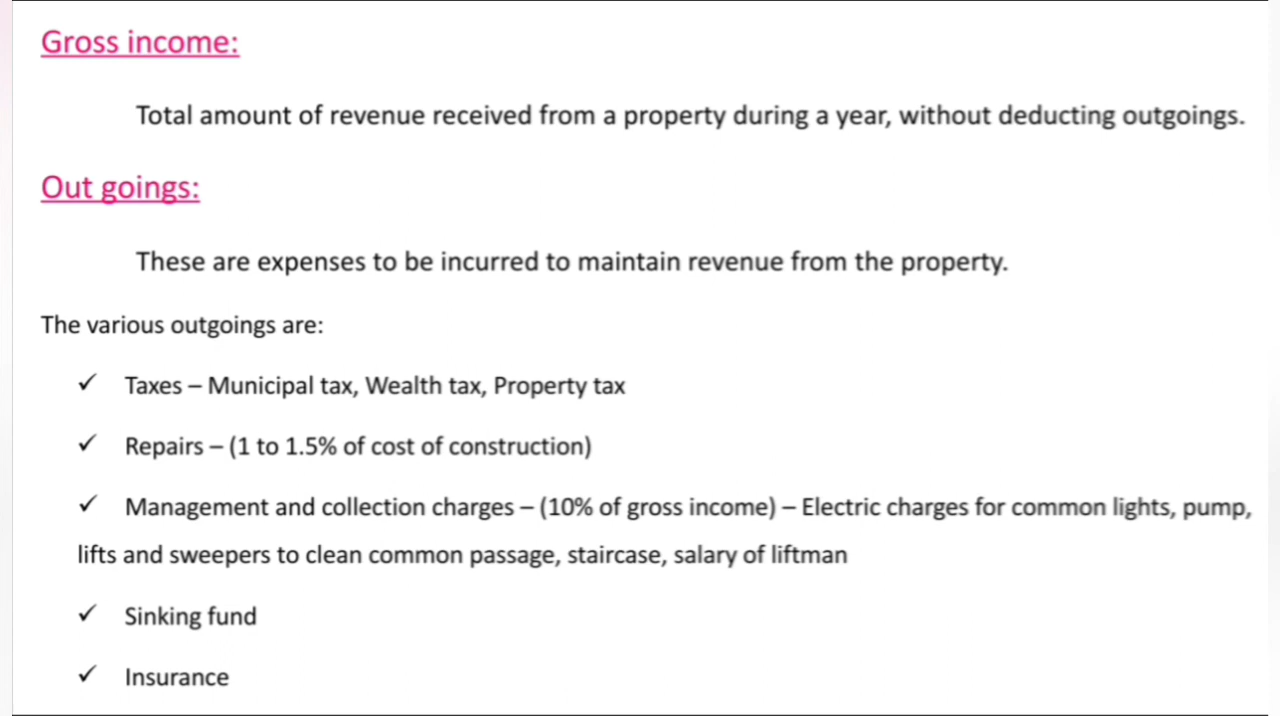 Gross income:
Total amount of revenue received from a property during a year, without deducting outgoings.
Out goings:
These are expenses to be incurred to maintain revenue from the property.
The various outgoings are:
✓ Taxes – Municipal tax, Wealth tax, Property tax
✓ Repairs – (1 to 1.5% of cost of construction)
✓ Management and collection charges – (10% of gross income) – Electric charges for common lights, pump,
lifts and sweepers to clean common passage, staircase, salary of liftman
✓ Sinking fund
✓ Insurance